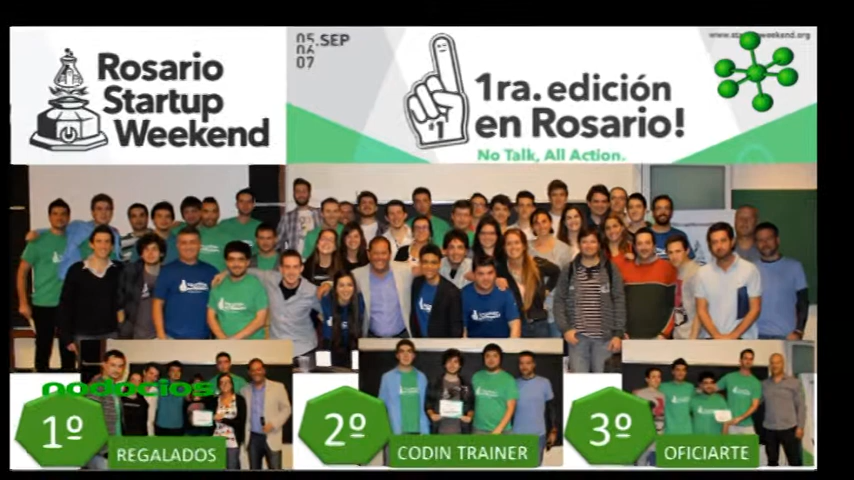 Rosario
Startup
Weekend
05.SEP
06
07
1ra. edición
en Rosario!
No Talk, All Action.
#1
nodocios
1º
REGALADOS
2º
CODIN TRAINER
3º
OFICIARTE